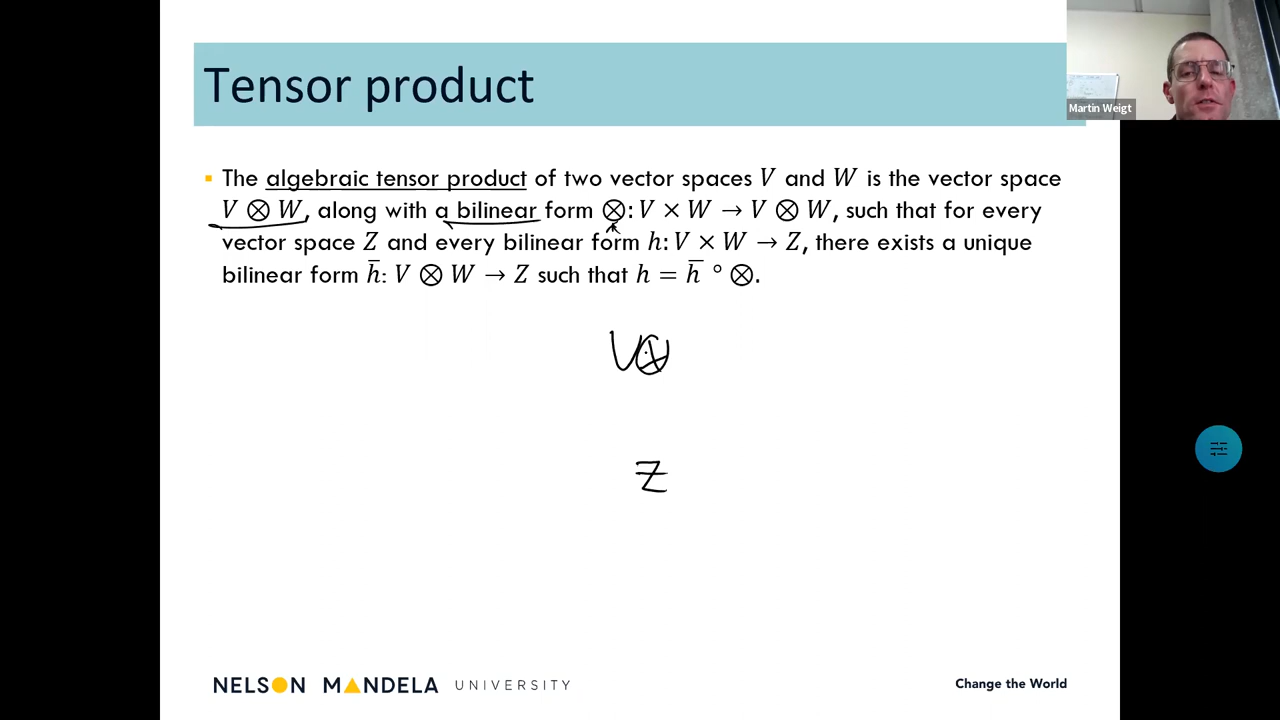 Tensor product
Martin Weigt
▪ The algebraic tensor product of two vector spaces V and W is the vector space
V ⊗ W, along with a bilinear form ⊗: V × W → V ⊗ W, such that for every
vector space Z and every bilinear form h: V × W → Z, there exists a unique
bilinear form h̄: V ⊗ W → Z such that h = h̄ ° ⊗.
V⊗
Z
NELSON MANDELA UNIVERSITY
Change the World